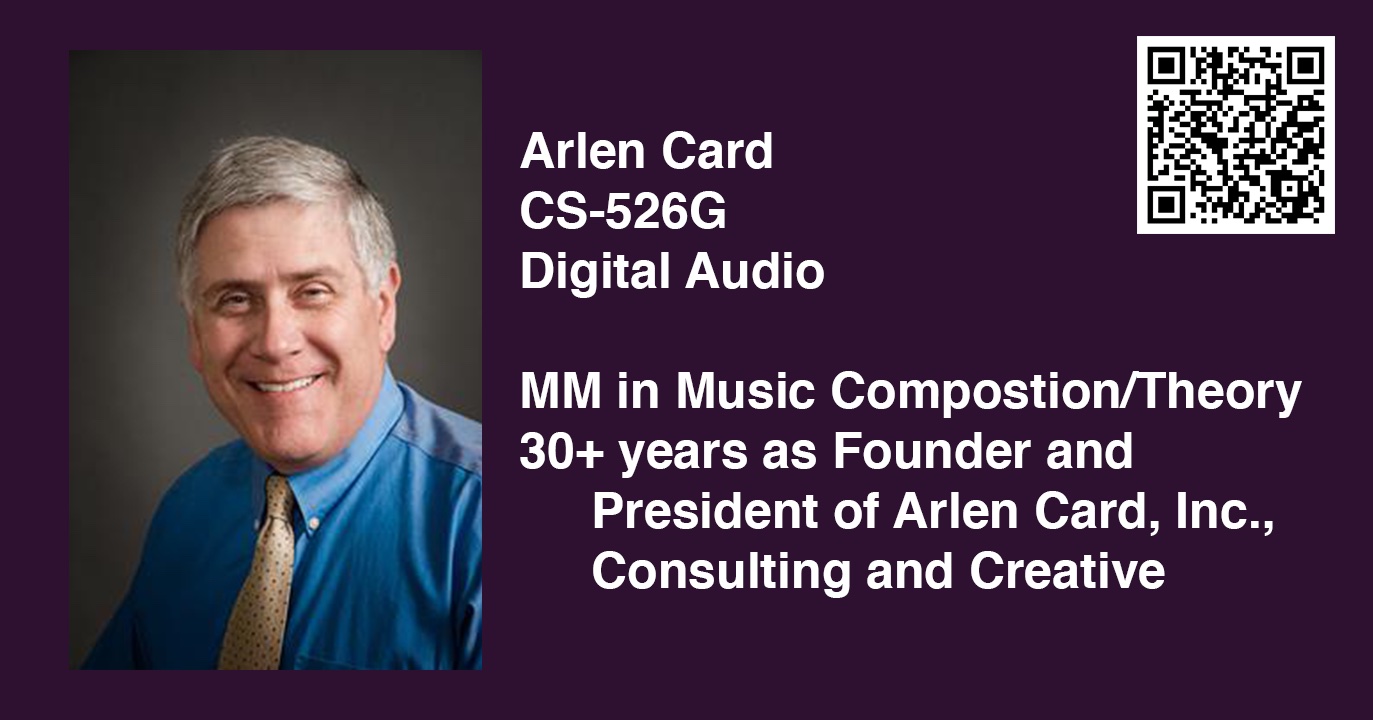 Arlen Card
CS-526G
Digital Audio
MM in Music Compostion/Theory
30+ years as Founder and
President of Arlen Card, Inc.,
Consulting and Creative